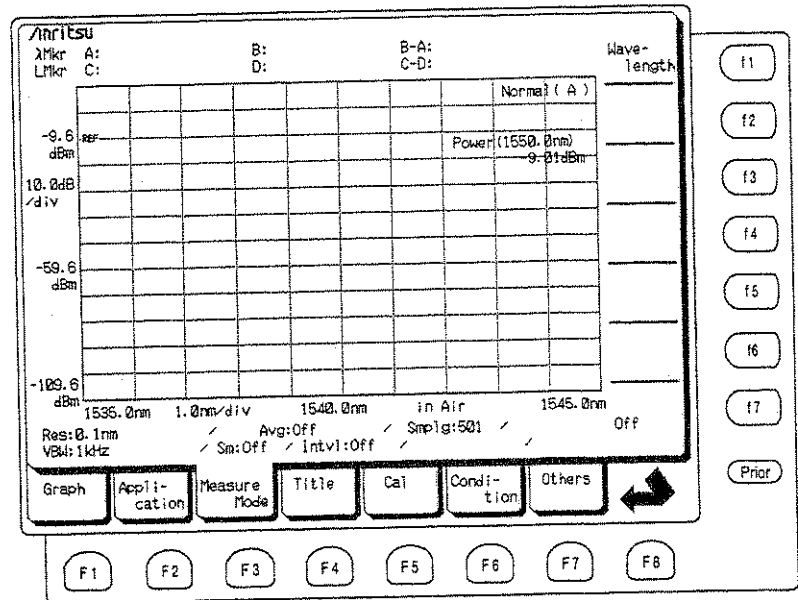 Anritsu
λMkr A: B: B-A:
LMkr C: D: C-D:
Wave-
length
Normal(A)
-9.6 REF
dBm
Power(1550.0nm)
-9.01dBm
10.0dB
/div
-59.6
dBm
-109.6
dBm
1535.0nm 1.0nm/div 1540.0nm in Air 1545.0nm
Res:0.1nm / Avg:Off / Smplg:501 / Off
VBW:1kHz / Sm:Off / Intvl:Off / /
Graph
Appli-
cation
Measure
Mode
Title
Cal
Condi-
tion
Others
f1
f2
f3
f4
f5
f6
f7
Prior
F1 F2 F3 F4 F5 F6 F7 F8